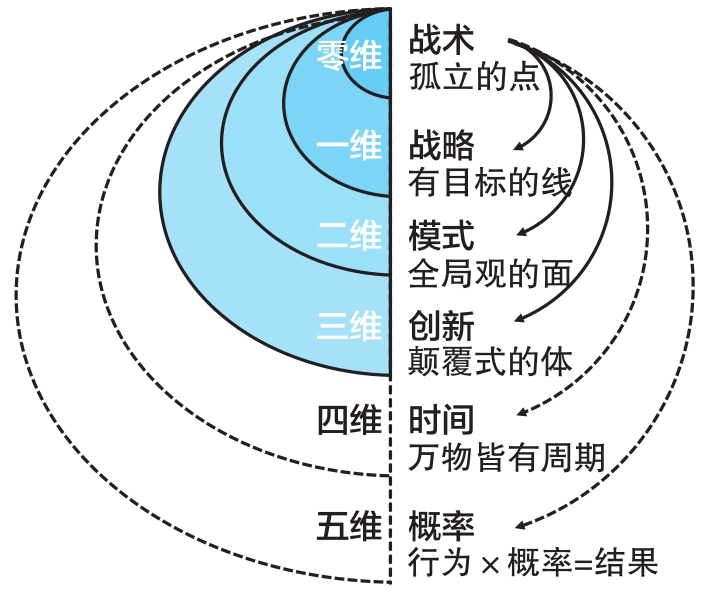 零维 战术
孤立的点
一维 战略
有目标的线
二维 模式
全局观的面
三维 创新
颠覆式的体
四维 时间
万物皆有周期
五维 概率
行为×概率=结果